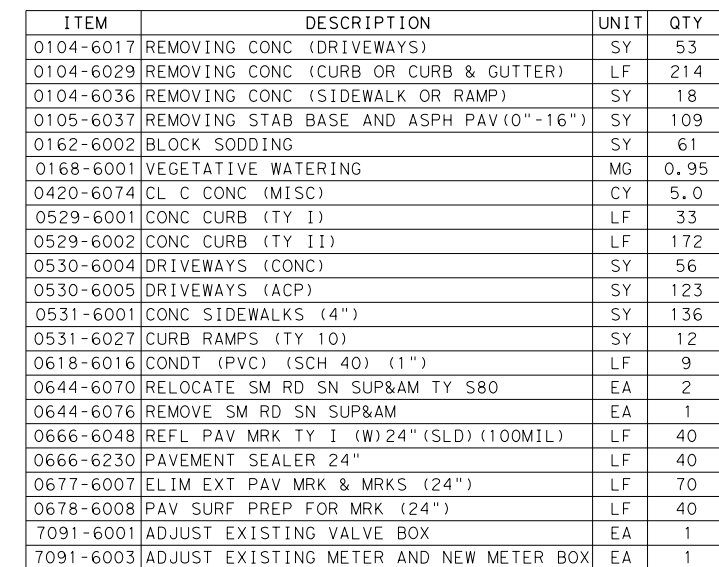 ITEM DESCRIPTION UNIT QTY
0104-6017 REMOVING CONC (DRIVEWAYS) SY 53
0104-6029 REMOVING CONC (CURB OR CURB & GUTTER) LF 214
0104-6036 REMOVING CONC (SIDEWALK OR RAMP) SY 18
0105-6037 REMOVING STAB BASE AND ASPH PAV(0"-16") SY 109
0162-6002 BLOCK SODDING SY 61
0168-6001 VEGETATIVE WATERING MG 0.95
0420-6074 CL C CONC (MISC) CY 5.0
0529-6001 CONC CURB (TY I) LF 33
0529-6002 CONC CURB (TY II) LF 172
0530-6004 DRIVEWAYS (CONC) SY 56
0530-6005 DRIVEWAYS (ACP) SY 123
0531-6001 CONC SIDEWALKS (4") SY 136
0531-6027 CURB RAMPS (TY 10) SY 12
0618-6016 CONDT (PVC) (SCH 40) (1") LF 9
0644-6070 RELOCATE SM RD SN SUP&AM TY S80 EA 2
0644-6076 REMOVE SM RD SN SUP&AM EA 1
0666-6048 REFL PAV MRK TY I (W)24"(SLD)(100MIL) LF 40
0666-6230 PAVEMENT SEALER 24" LF 40
0677-6007 ELIM EXT PAV MRK & MRKS (24") LF 70
0678-6008 PAV SURF PREP FOR MRK (24") LF 40
7091-6001 ADJUST EXISTING VALVE BOX EA 1
7091-6003 ADJUST EXISTING METER AND NEW METER BOX EA 1